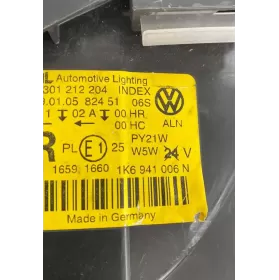 L Automotive Lighting
301 212 204 INDEX
0.01.05 824 51 06S
1 02 A 00 HR
00 HC ALN
R PL E1 25 PY21W
W5W 24 V
1659, 1660 1K6 941 006 N
Made in Germany